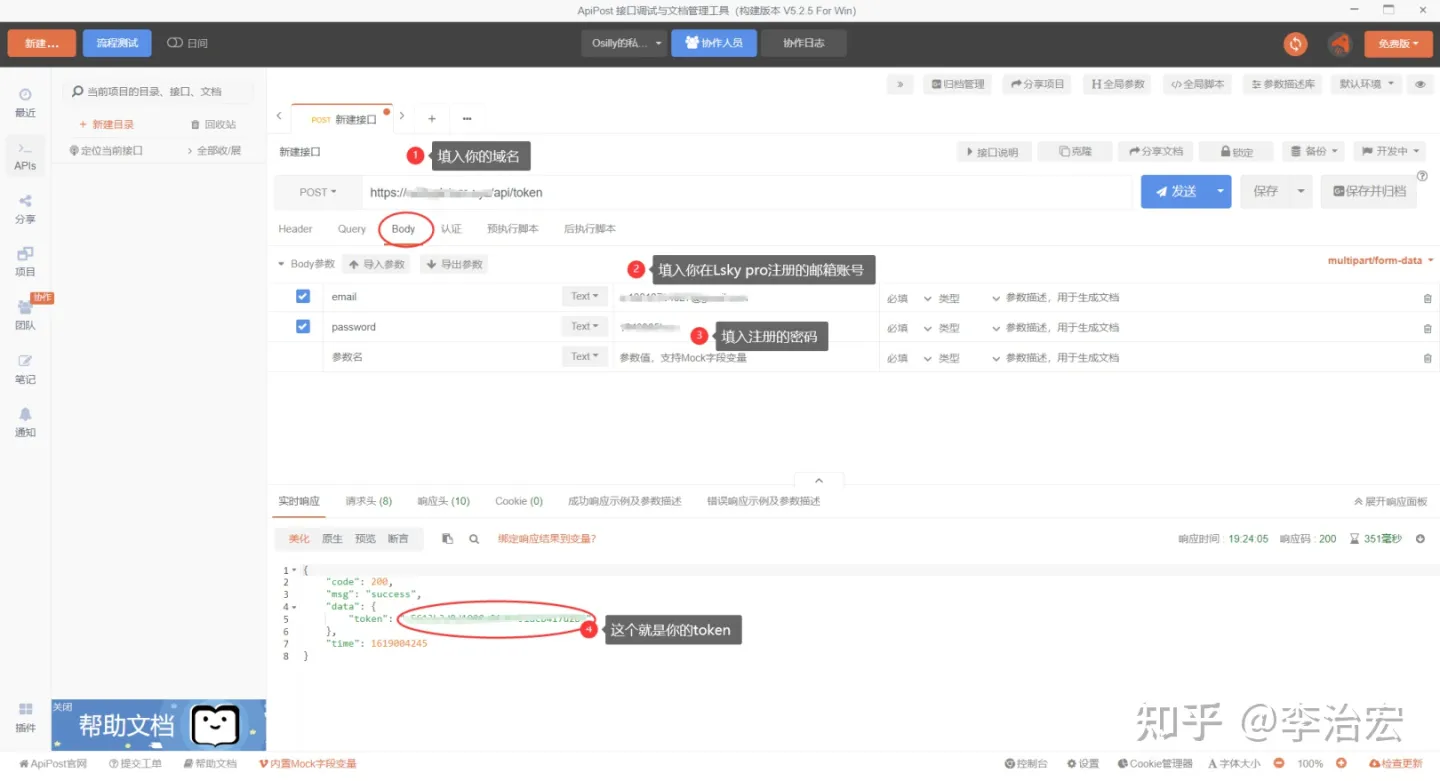 ApiPost 接口调试与文档管理工具（构建版本 V5.2.5 For Win）
新建... 流程测试 日间 Osilly的私... 协作人员 协作日志 免费版
当前项目的目录、接口、文档 » 归档管理 分享项目 全局参数 全局脚本 参数描述库 默认环境
最近
+ 新建目录 回收站 POST 新建接口 + ...
定位当前接口 全部收/展 新建接口 1 填入你的域名 接口说明 克隆 分享文档 锁定 备份 开发中
APIs
POST https:// /api/token 发送 保存 保存并归档
分享
Header Query Body 认证 预执行脚本 后执行脚本
项目
Body参数 导入参数 导出参数 2 填入你在Lsky pro注册的邮箱账号 multipart/form-data
协作
团队
email Text 必填 类型 参数描述，用于生成文档
password Text 必填 类型 参数描述，用于生成文档
3 填入注册的密码
参数名 Text 参数值，支持Mock字段变量 必填 类型 参数描述，用于生成文档
笔记
通知
实时响应 请求头 (8) 响应头 (10) Cookie (0) 成功响应示例及参数描述 错误响应示例及参数描述 展开响应面板
美化 原生 预览 断言 绑定响应结果到变量? 响应时间 : 19:24:05 响应码 : 200 351毫秒
1 {
2 "code": 200,
3 "msg": "success",
4 "data": {
5 "token":
4 这个就是你的token
6 },
7 "time": 1619004245
8 }
插件
关闭
帮助文档
知乎 @李治宏
ApiPost官网 提交工单 帮助文档 内置Mock字段变量 控制台 设置 Cookie管理器 字体大小 100% 检查更新